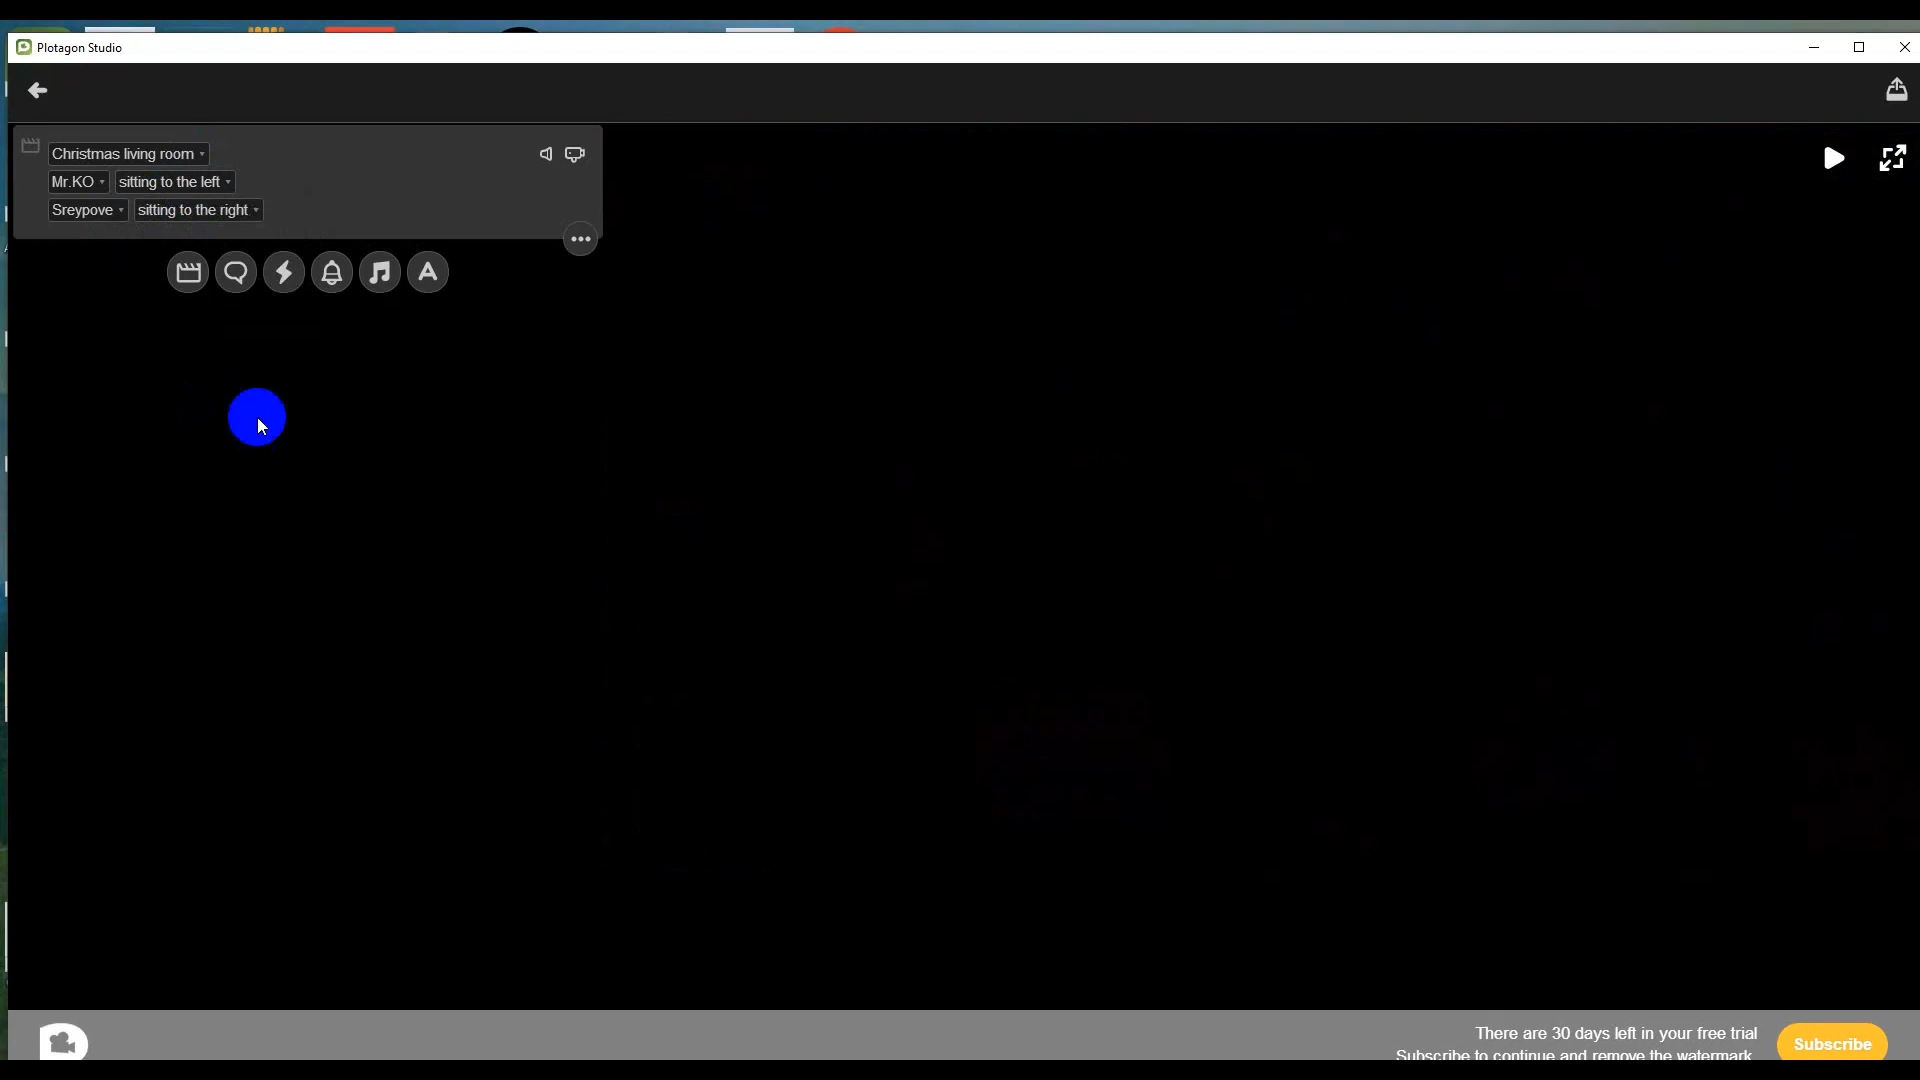 Plotagon Studio
Christmas living room
Mr.KO sitting to the left
Sreypove sitting to the right
There are 30 days left in your free trial
Subscribe to continue and remove the watermark
Subscribe